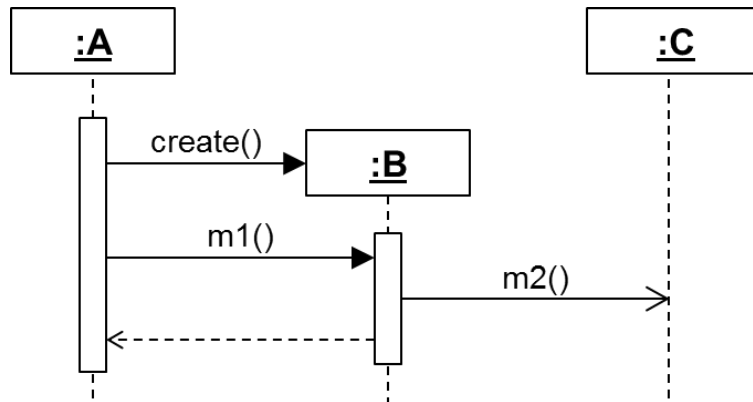 :A
:C
create()
:B
m1()
m2()